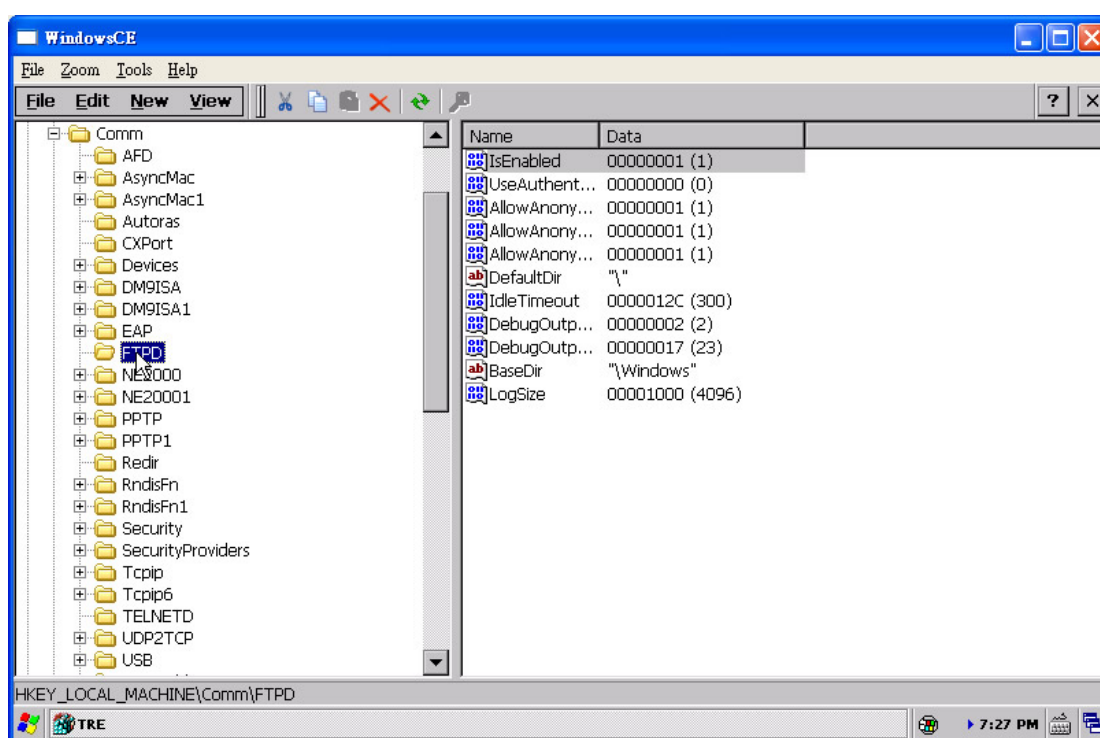 WindowsCE
File Zoom Tools Help
File Edit New View ? ×
Comm
AFD
AsyncMac
AsyncMac1
Autoras
CXPort
Devices
DM9ISA
DM9ISA1
EAP
FTPD
NE2000
NE20001
PPTP
PPTP1
Redir
RndisFn
RndisFn1
Security
SecurityProviders
Tcpip
Tcpip6
TELNETD
UDP2TCP
USB
Name Data
IsEnabled 00000001 (1)
UseAuthent... 00000000 (0)
AllowAnony... 00000001 (1)
AllowAnony... 00000001 (1)
AllowAnony... 00000001 (1)
DefaultDir "\"
IdleTimeout 0000012C (300)
DebugOutp... 00000002 (2)
DebugOutp... 00000017 (23)
BaseDir "\Windows"
LogSize 00001000 (4096)
HKEY_LOCAL_MACHINE\Comm\FTPD
TRE 7:27 PM